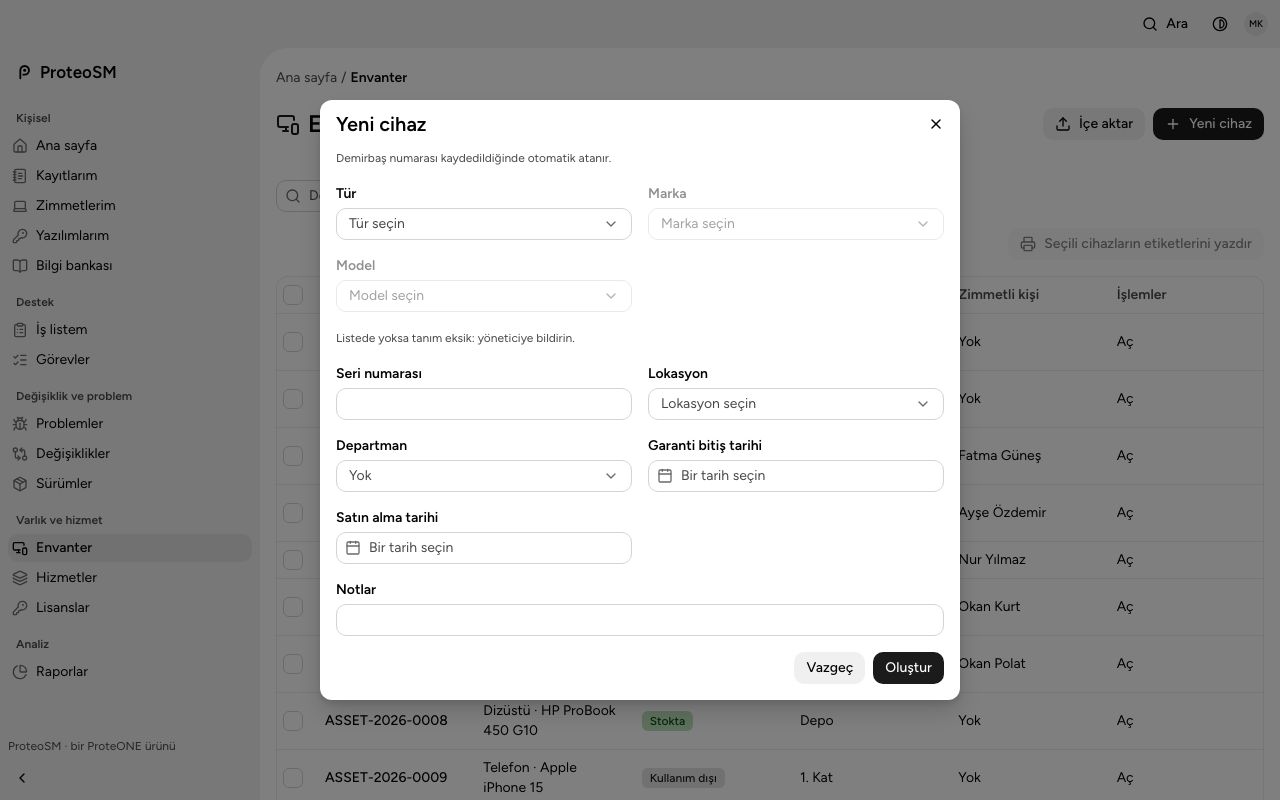 Ara
MK
ProteoSM
Kişisel
Ana sayfa
Kayıtlarım
Zimmetlerim
Yazılımlarım
Bilgi bankası
Destek
İş listem
Görevler
Değişiklik ve problem
Problemler
Değişiklikler
Sürümler
Varlık ve hizmet
Envanter
Hizmetler
Lisanslar
Analiz
Raporlar
ProteoSM · bir ProteONE ürünü
Ana sayfa / Envanter
İçe aktar
Yeni cihaz
Seçili cihazların etiketlerini yazdır
Yeni cihaz
Demirbaş numarası kaydedildiğinde otomatik atanır.
Tür
Marka
Tür seçin
Marka seçin
Model
Model seçin
Listede yoksa tanım eksik: yöneticiye bildirin.
Seri numarası
Lokasyon
Lokasyon seçin
Departman
Garanti bitiş tarihi
Yok
Bir tarih seçin
Satın alma tarihi
Bir tarih seçin
Notlar
Vazgeç
Oluştur
Zimmetli kişi
İşlemler
Yok
Aç
Yok
Aç
Fatma Güneş
Aç
Ayşe Özdemir
Aç
Nur Yılmaz
Aç
Okan Kurt
Aç
Okan Polat
Aç
ASSET-2026-0008
Dizüstü · HP ProBook
450 G10
Stokta
Depo
Yok
Aç
ASSET-2026-0009
Telefon · Apple
iPhone 15
Kullanım dışı
1. Kat
Yok
Aç